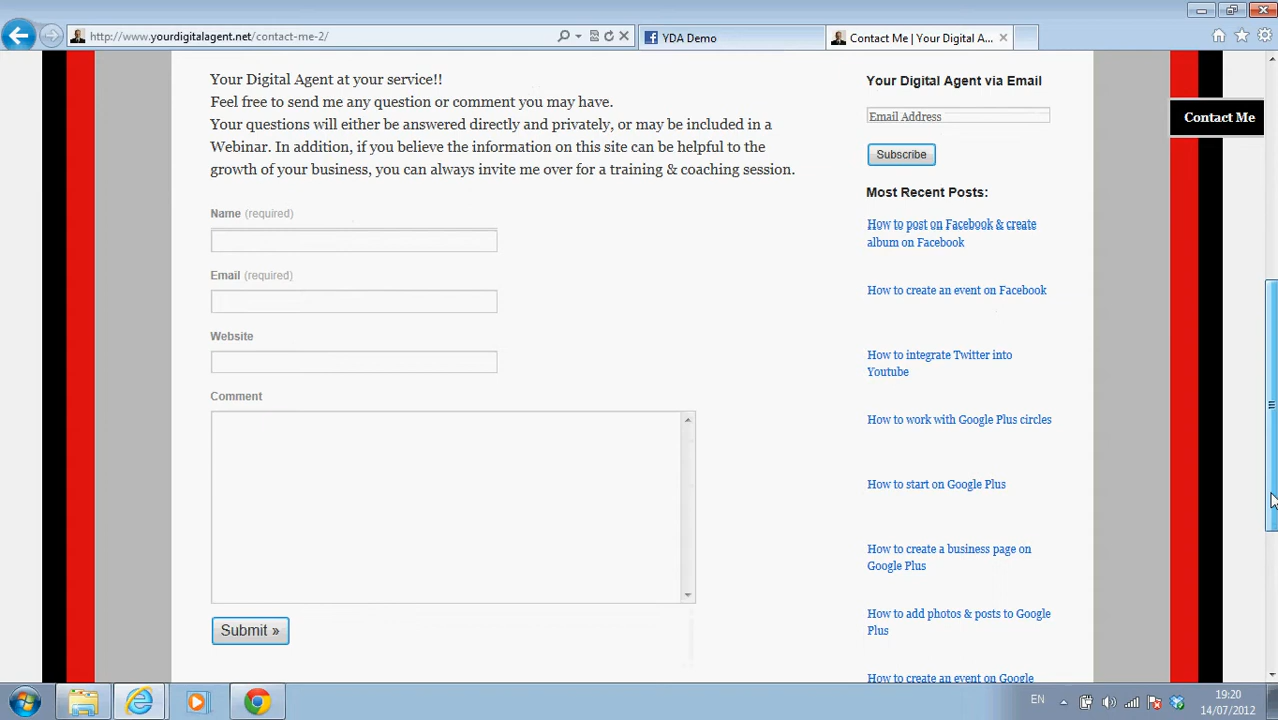 http://www.yourdigitalagent.net/contact-me-2/
YDA Demo
Contact Me | Your Digital A...
Your Digital Agent at your service!!
Feel free to send me any question or comment you may have.
Your questions will either be answered directly and privately, or may be included in a
Webinar. In addition, if you believe the information on this site can be helpful to the
growth of your business, you can always invite me over for a training & coaching session.
Name (required)
Email (required)
Website
Comment
Submit »
Your Digital Agent via Email
Email Address
Subscribe
Most Recent Posts:
How to post on Facebook & create
album on Facebook
How to create an event on Facebook
How to integrate Twitter into
Youtube
How to work with Google Plus circles
How to start on Google Plus
How to create a business page on
Google Plus
How to add photos & posts to Google
Plus
How to create an event on Google
Contact Me
EN
19:20
14/07/2012